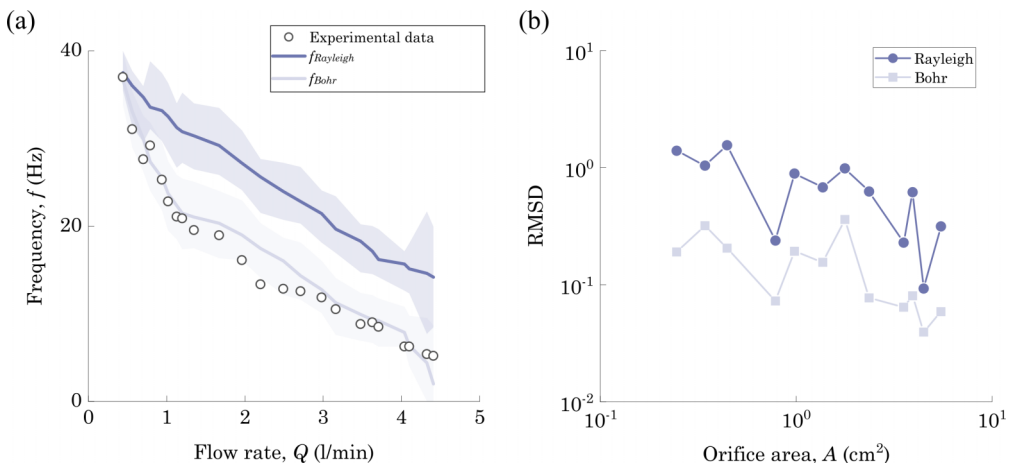 (a)
Experimental data
fRayleigh
fBohr
40
20
0
0 1 2 3 4 5
Frequency, f (Hz)
Flow rate, Q (l/min)
(b)
Rayleigh
Bohr
10¹
10⁰
10⁻¹
10⁻²
10⁻¹ 10⁰ 10¹
RMSD
Orifice area, A (cm²)